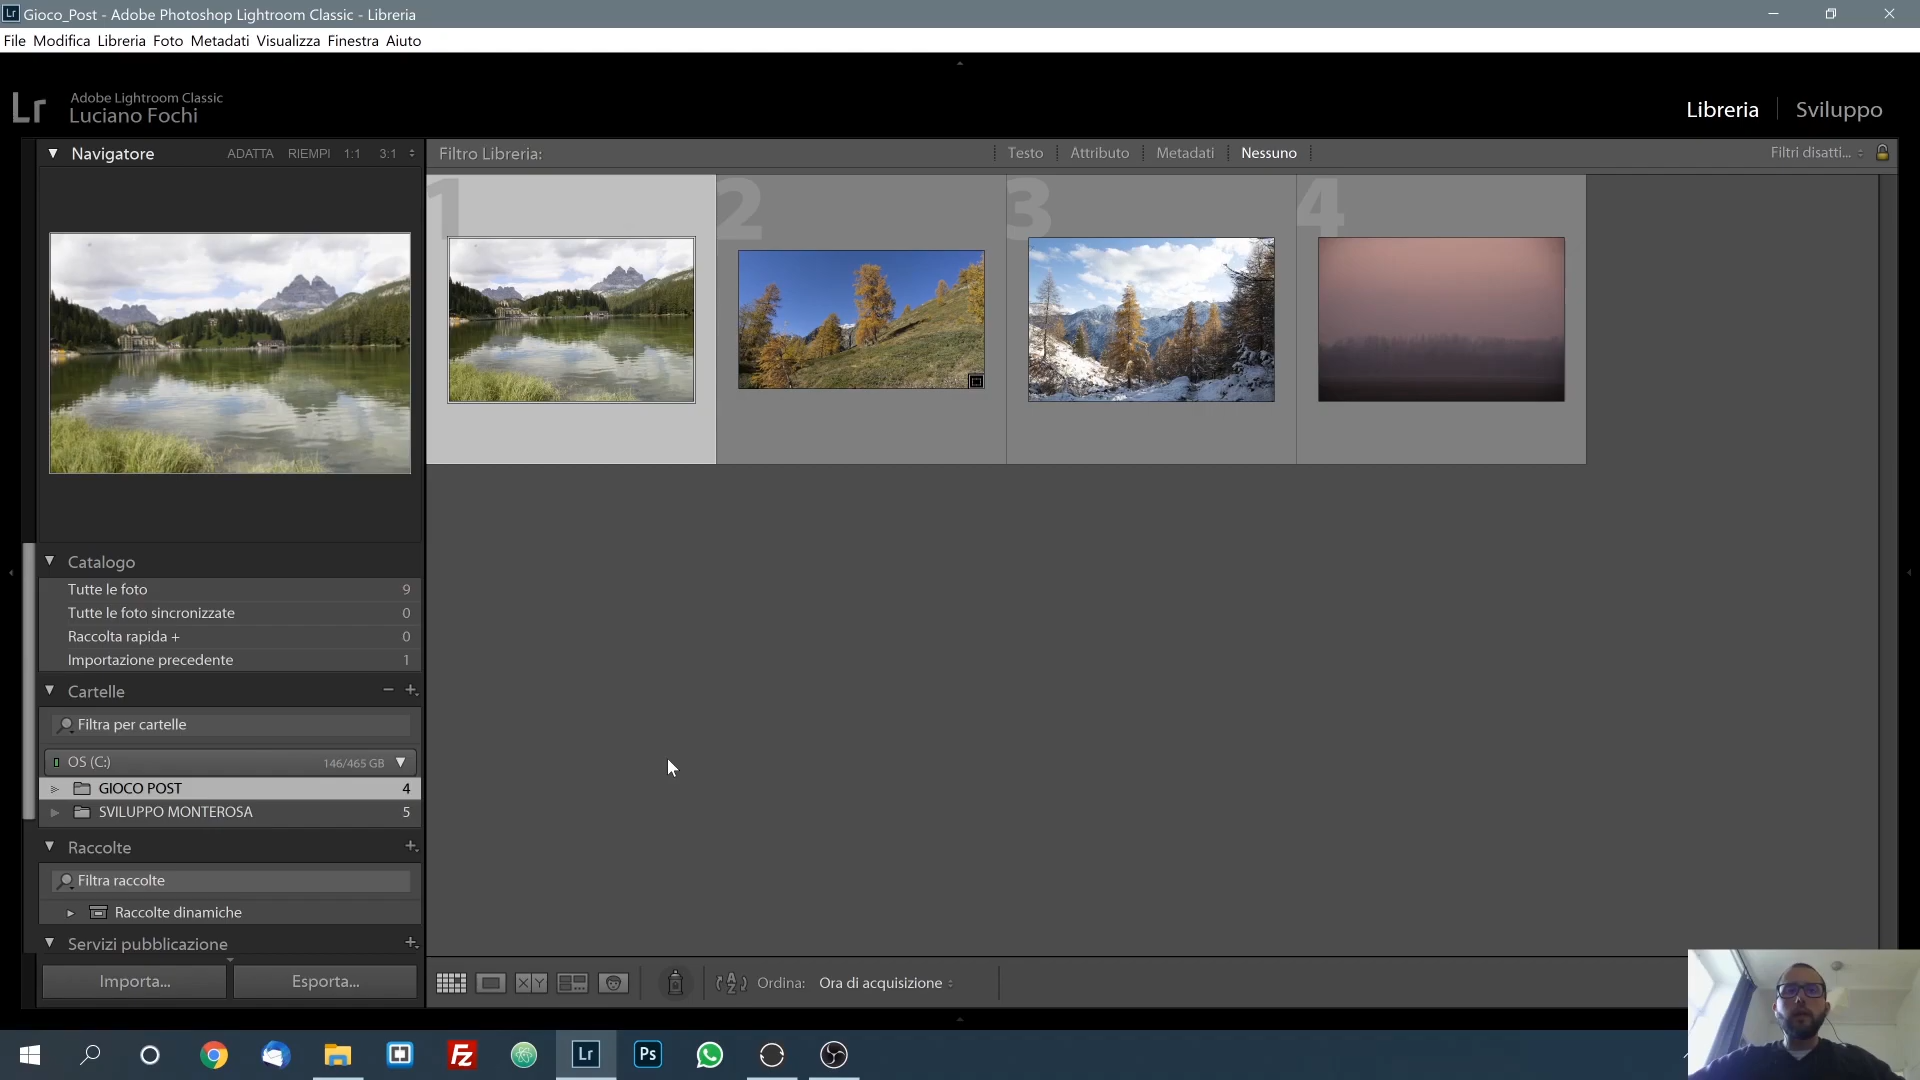 Lr Gioco_Post - Adobe Photoshop Lightroom Classic - Libreria
File Modifica Libreria Foto Metadati Visualizza Finestra Aiuto
Lr
Adobe Lightroom Classic
Luciano Fochi
Libreria Sviluppo
Navigatore ADATTA RIEMPI 1:1 3:1
Filtro Libreria: Testo Attributo Metadati Nessuno Filtri disatti...
1 2 3 4
Catalogo
Tutte le foto 9
Tutte le foto sincronizzate 0
Raccolta rapida + 0
Importazione precedente 1
Cartelle − +
Filtra per cartelle
OS (C:) 146/465 GB
GIOCO POST 4
SVILUPPO MONTEROSA 5
Raccolte +
Filtra raccolte
Raccolte dinamiche
Servizi pubblicazione +
Importa... Esporta...
XY AZ Ordina: Ora di acquisizione
Fz Lr Ps